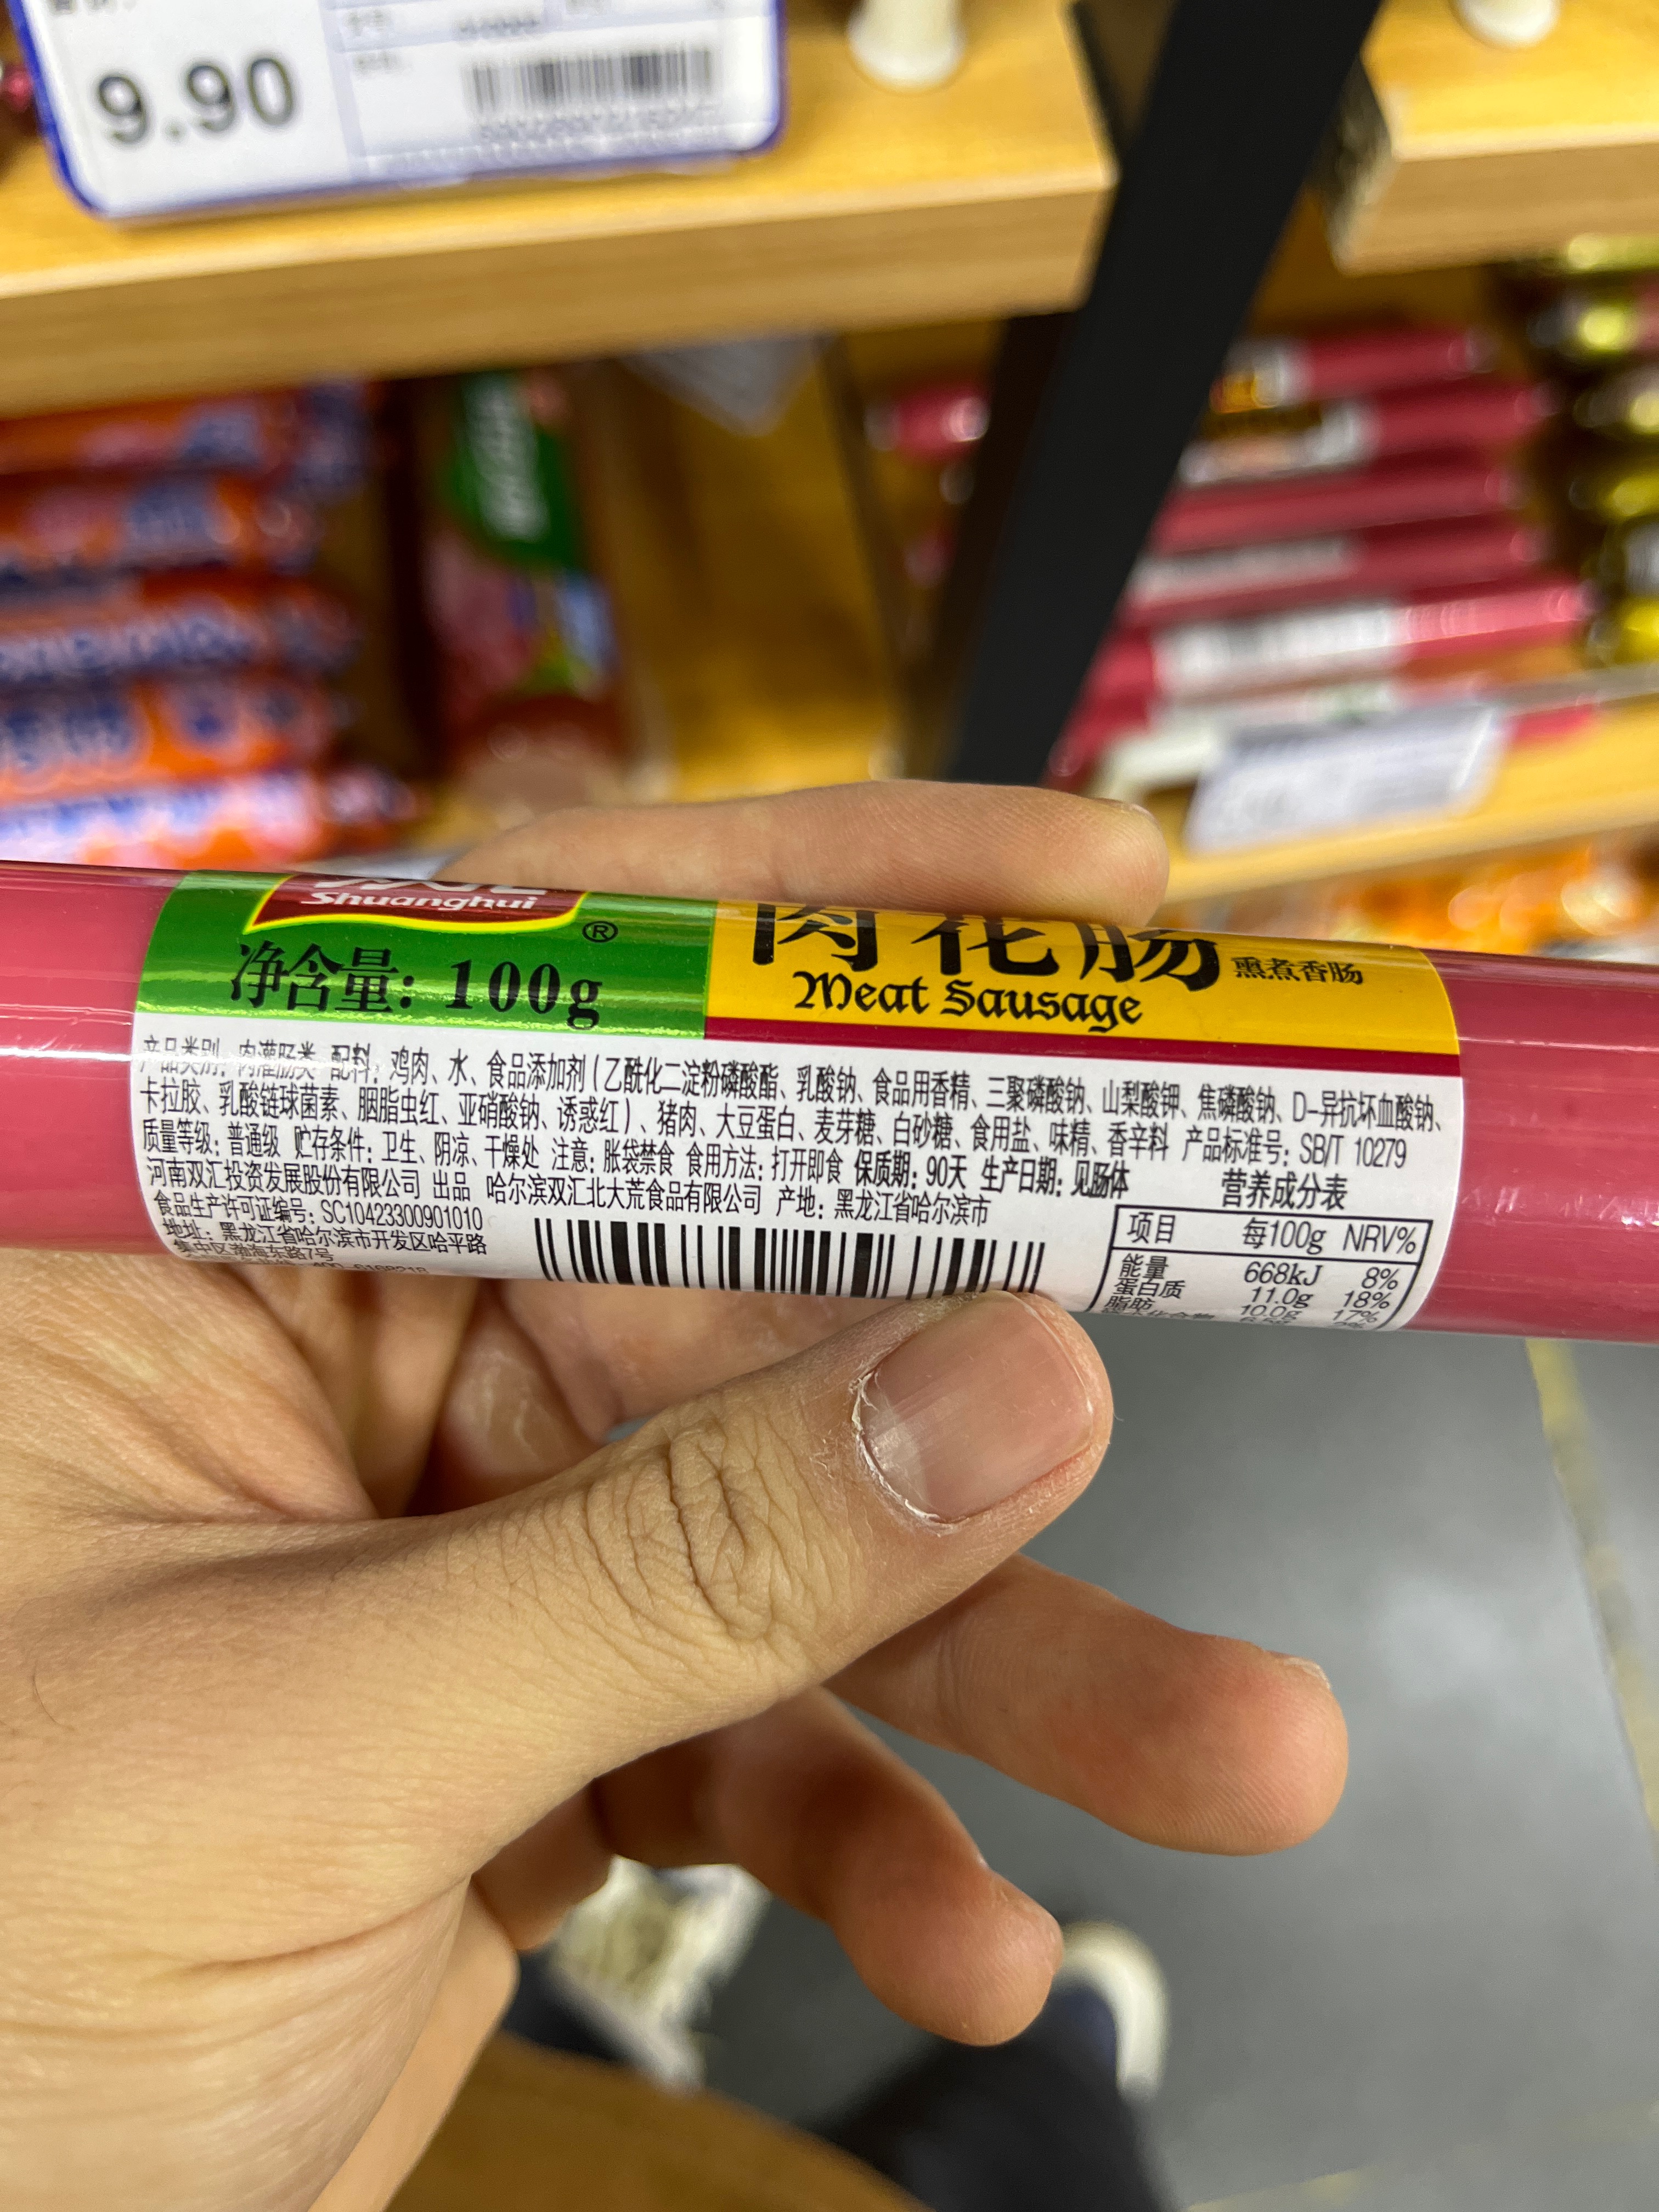 9.90
Shuanghui
®
净含量: 100g
肉花肠 熏煮香肠
Meat Sausage
产品类别: 肉灌肠类 配料: 鸡肉、水、食品添加剂(乙酰化二淀粉磷酸酯、乳酸钠、食品用香精、三聚磷酸钠、山梨酸钾、焦磷酸钠、D-异抗坏血酸钠、
卡拉胶、乳酸链球菌素、胭脂虫红、亚硝酸钠、诱惑红)、猪肉、大豆蛋白、麦芽糖、白砂糖、食用盐、味精、香辛料 产品标准号: SB/T 10279
质量等级: 普通级 贮存条件: 卫生、阴凉、干燥处 注意: 胀袋禁食 食用方法: 打开即食 保质期: 90天 生产日期: 见肠体
河南双汇投资发展股份有限公司 出品 哈尔滨双汇北大荒食品有限公司 产地: 黑龙江省哈尔滨市
食品生产许可证编号: SC10423300901010
地址: 黑龙江省哈尔滨市开发区哈平路
集中区渤海东路7号
营养成分表
项目 每100g NRV%
能量 668kJ 8%
蛋白质 11.0g 18%
脂肪 10.0g 17%